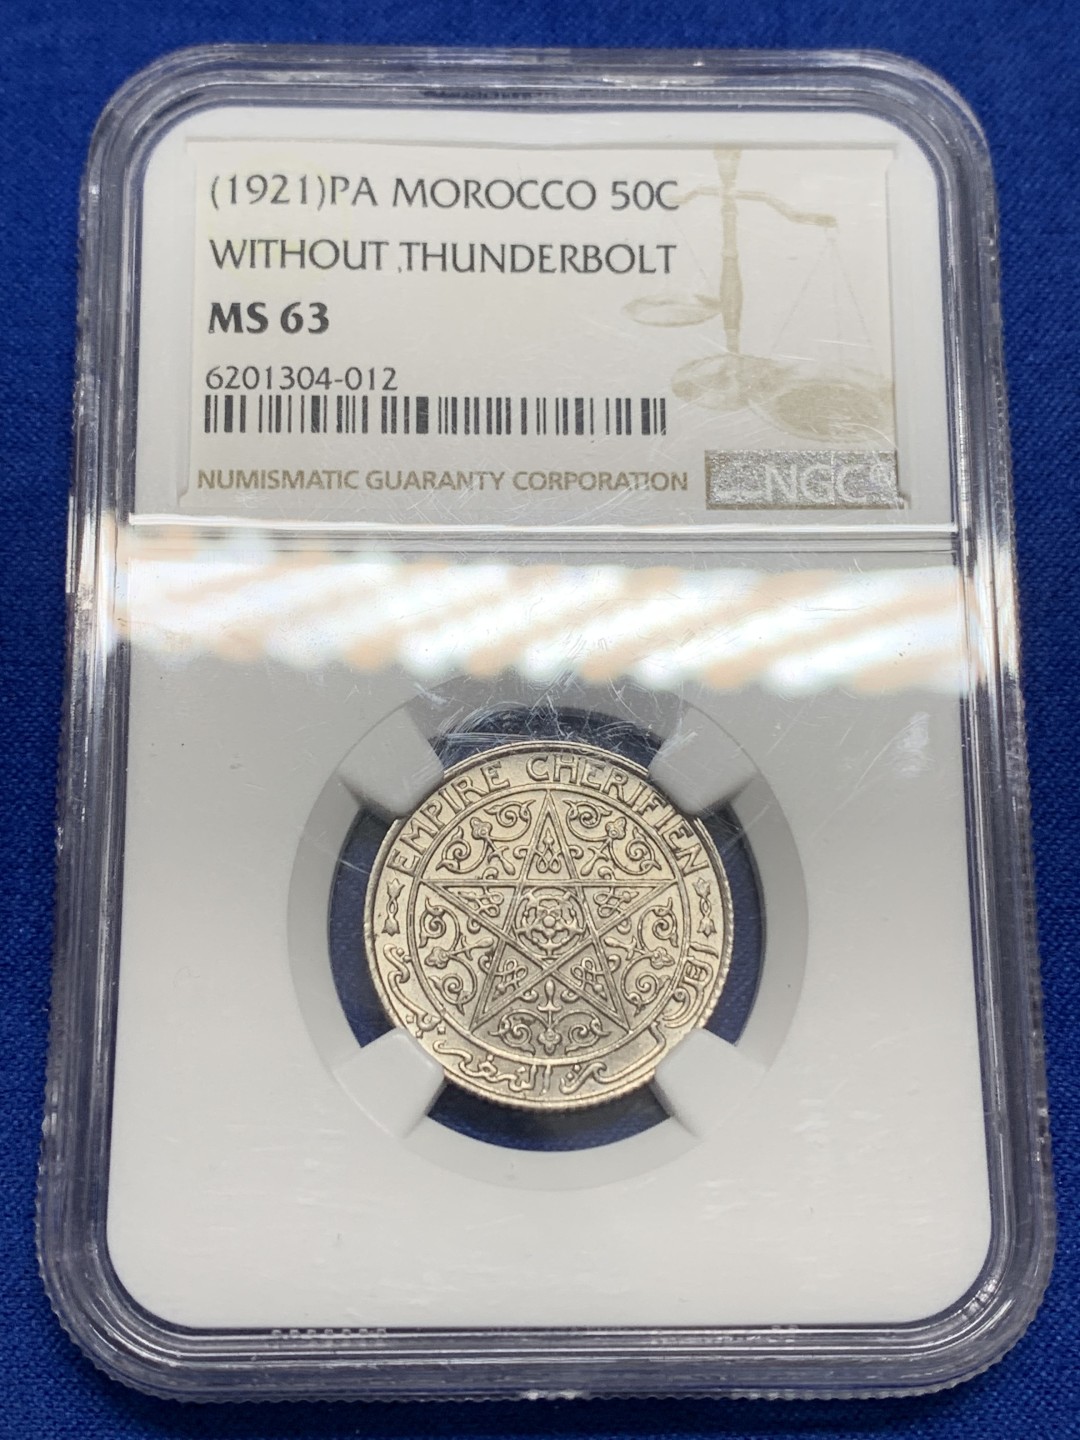 (1921)PA MOROCCO 50C
WITHOUT THUNDERBOLT
MS 63
6201304-012
NUMISMATIC GUARANTY CORPORATION
NGC
EMPIRE CHERIFIEN